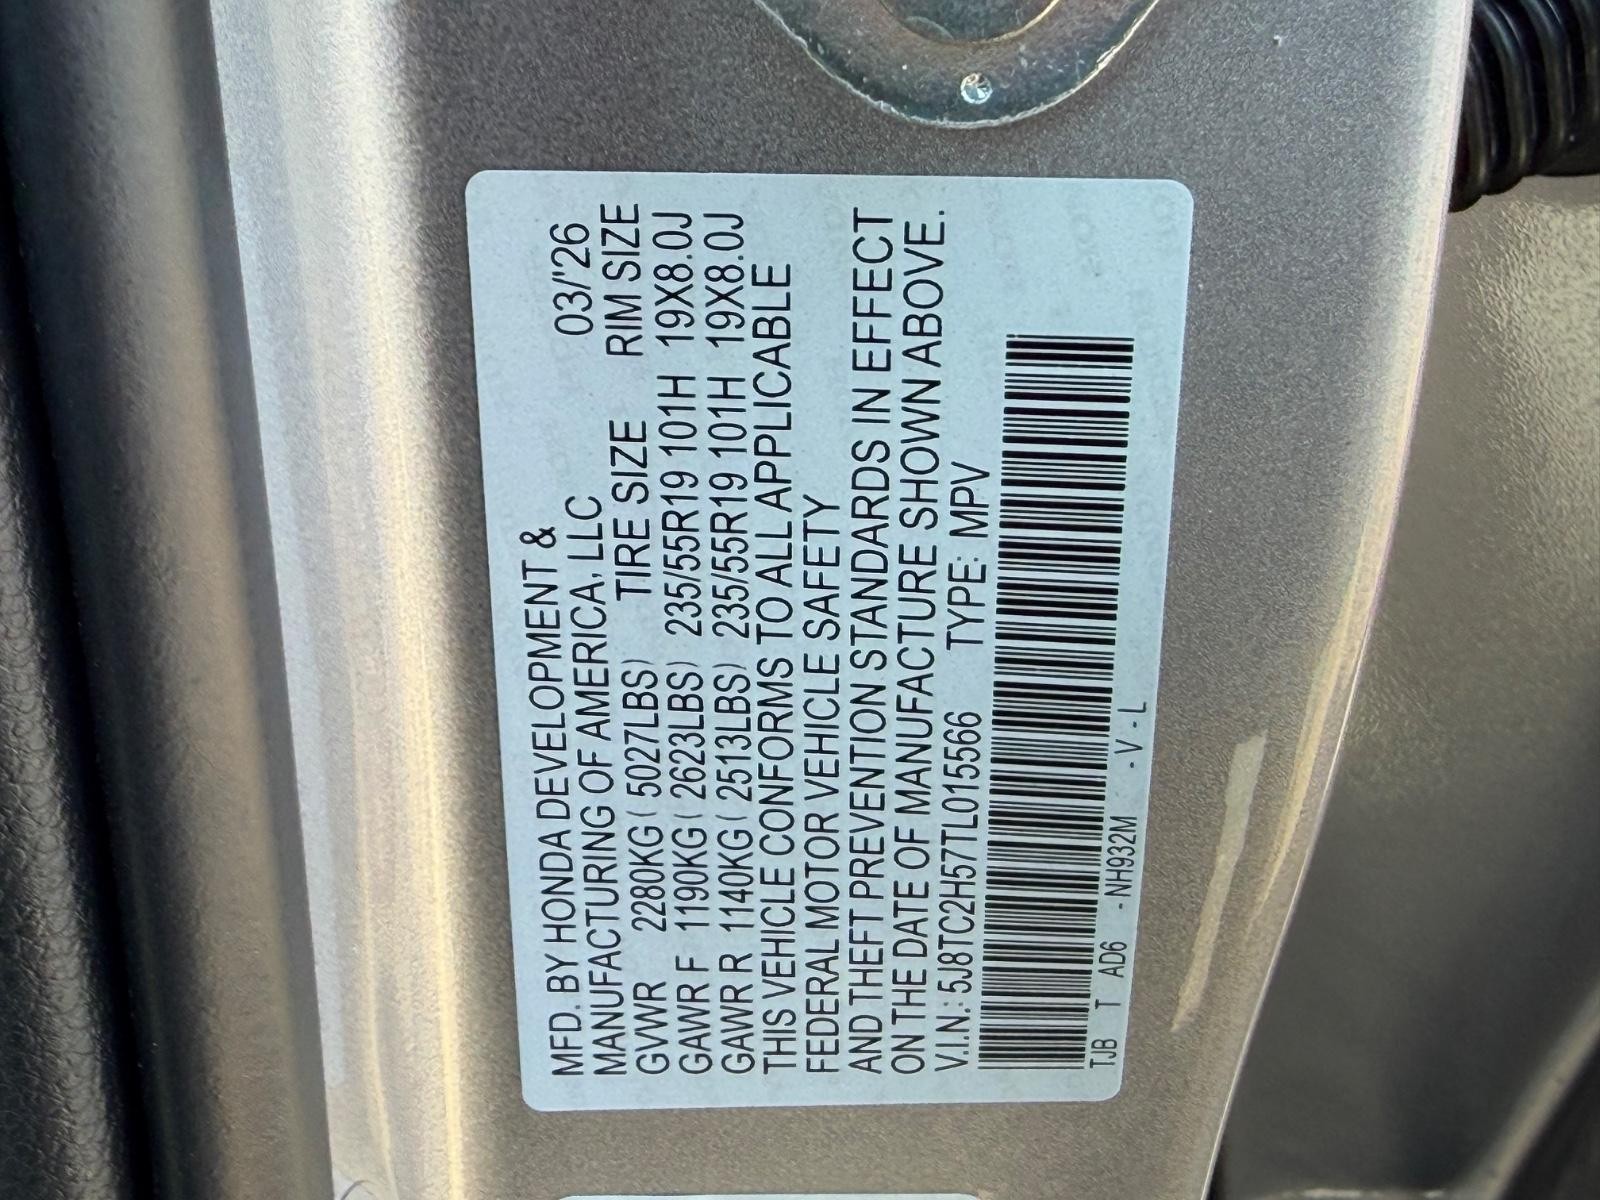 MFD. BY HONDA DEVELOPMENT &
MANUFACTURING OF AMERICA, LLC 03/'26
GVWR 2280KG ( 5027LBS) TIRE SIZE RIM SIZE
GAWR F 1190KG ( 2623LBS) 235/55R19 101H 19X8.0J
GAWR R 1140KG ( 2513LBS) 235/55R19 101H 19X8.0J
THIS VEHICLE CONFORMS TO ALL APPLICABLE
FEDERAL MOTOR VEHICLE SAFETY
AND THEFT PREVENTION STANDARDS IN EFFECT
ON THE DATE OF MANUFACTURE SHOWN ABOVE.
V.I.N.: 5J8TC2H57TL015566 TYPE: MPV
TJB T AD6 -NH932M - V - L